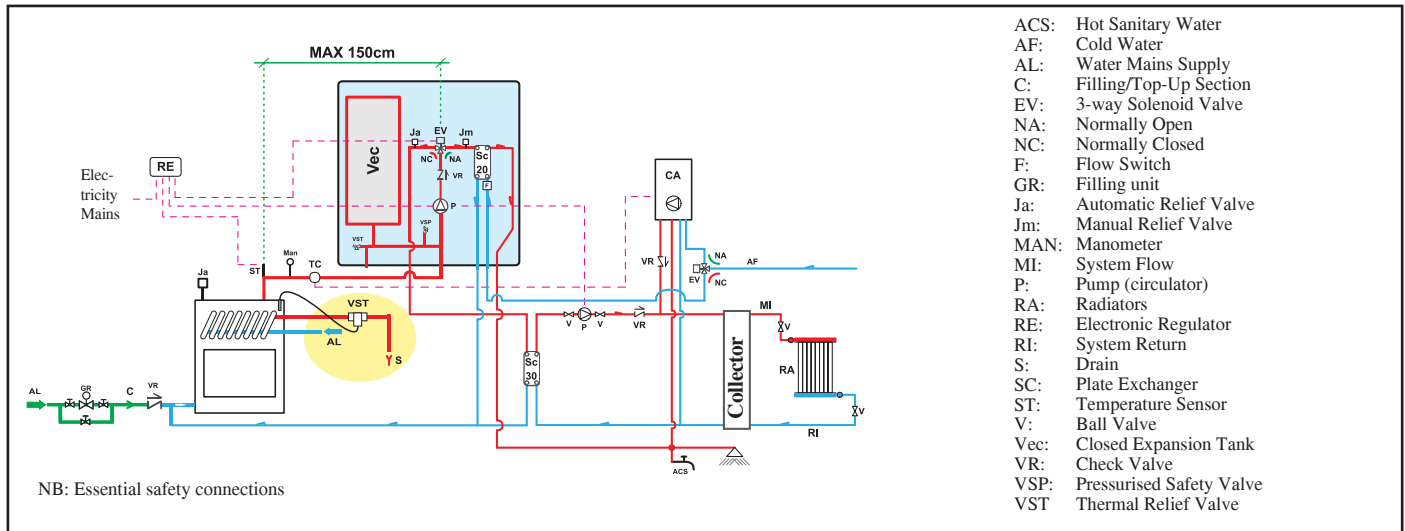 MAX 150cm
Ja
EV
Jm
NC
NA
Sc
20
F
VR
Vec
P
VSP
VST
RE
Elec-
tricity
Mains
CA
VR
NA
EV
NC
AF
ST
Man
TC
Ja
VST
AL
S
MI
V
P
V
VR
V
Sc
30
Collector
RA
V
RI
AL
GR
C
VR
ACS
NB: Essential safety connections
ACS: Hot Sanitary Water
AF: Cold Water
AL: Water Mains Supply
C: Filling/Top-Up Section
EV: 3-way Solenoid Valve
NA: Normally Open
NC: Normally Closed
F: Flow Switch
GR: Filling unit
Ja: Automatic Relief Valve
Jm: Manual Relief Valve
MAN: Manometer
MI: System Flow
P: Pump (circulator)
RA: Radiators
RE: Electronic Regulator
RI: System Return
S: Drain
SC: Plate Exchanger
ST: Temperature Sensor
V: Ball Valve
Vec: Closed Expansion Tank
VR: Check Valve
VSP: Pressurised Safety Valve
VST Thermal Relief Valve